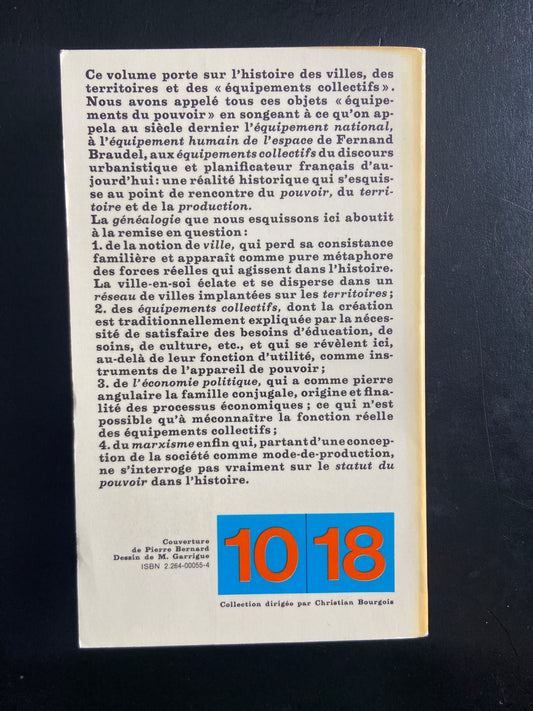 Ce volume porte sur l'histoire des villes, des
territoires et des « équipements collectifs ».
Nous avons appelé tous ces objets « équipe-
ments du pouvoir » en songeant à ce qu'on ap-
pela au siècle dernier l'équipement national,
à l'équipement humain de l'espace de Fernand
Braudel, aux équipements collectifs du discours
urbanistique et planificateur français d'au-
jourd'hui : une réalité historique qui s'esquis-
se au point de rencontre du pouvoir, du terri-
toire et de la production.
La généalogie que nous esquissons ici aboutit
à la remise en question :
1. de la notion de ville, qui perd sa consistance
familière et apparaît comme pure métaphore
des forces réelles qui agissent dans l'histoire.
La ville-en-soi éclate et se disperse dans un
réseau de villes implantées sur les territoires ;
2. des équipements collectifs, dont la création
est traditionnellement expliquée par la néces-
sité de satisfaire des besoins d'éducation, de
soins, de culture, etc., et qui se révèlent ici,
au-delà de leur fonction d'utilité, comme ins-
truments de l'appareil de pouvoir ;
3. de l'économie politique, qui a comme pierre
angulaire la famille conjugale, origine et fina-
lité des processus économiques ; ce qui n'est
possible qu'à méconnaître la fonction réelle
des équipements collectifs ;
4. du marxisme enfin qui, partant d'une concep-
tion de la société comme mode-de-production,
ne s'interroge pas vraiment sur le statut du
pouvoir dans l'histoire.
Couverture
de Pierre Bernard
Dessin de M. Garrigue
ISBN 2.264-00055-4
10 18
Collection dirigée par Christian Bourgois